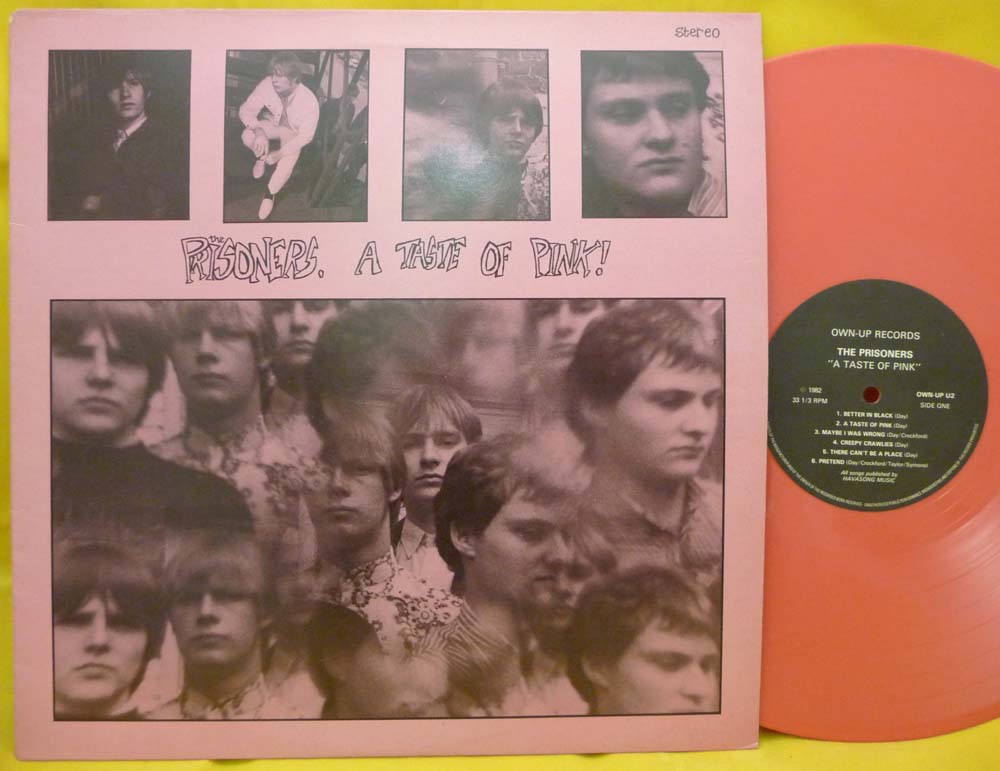 Stereo
the PRISONERS. A TASTE OF PINK!
OWN-UP RECORDS
THE PRISONERS
"A TASTE OF PINK"
℗ 1982
33 1/3 RPM
OWN-UP U2
SIDE ONE
1. BETTER IN BLACK (Day)
2. A TASTE OF PINK (Day)
3. MAYBE I WAS WRONG (Day/Crockford)
4. CREEPY CRAWLIES (Day)
5. THERE CAN'T BE A PLACE (Day)
6. PRETEND (Day/Crockford/Taylor/Symons)
All songs published by
HAVASONG MUSIC